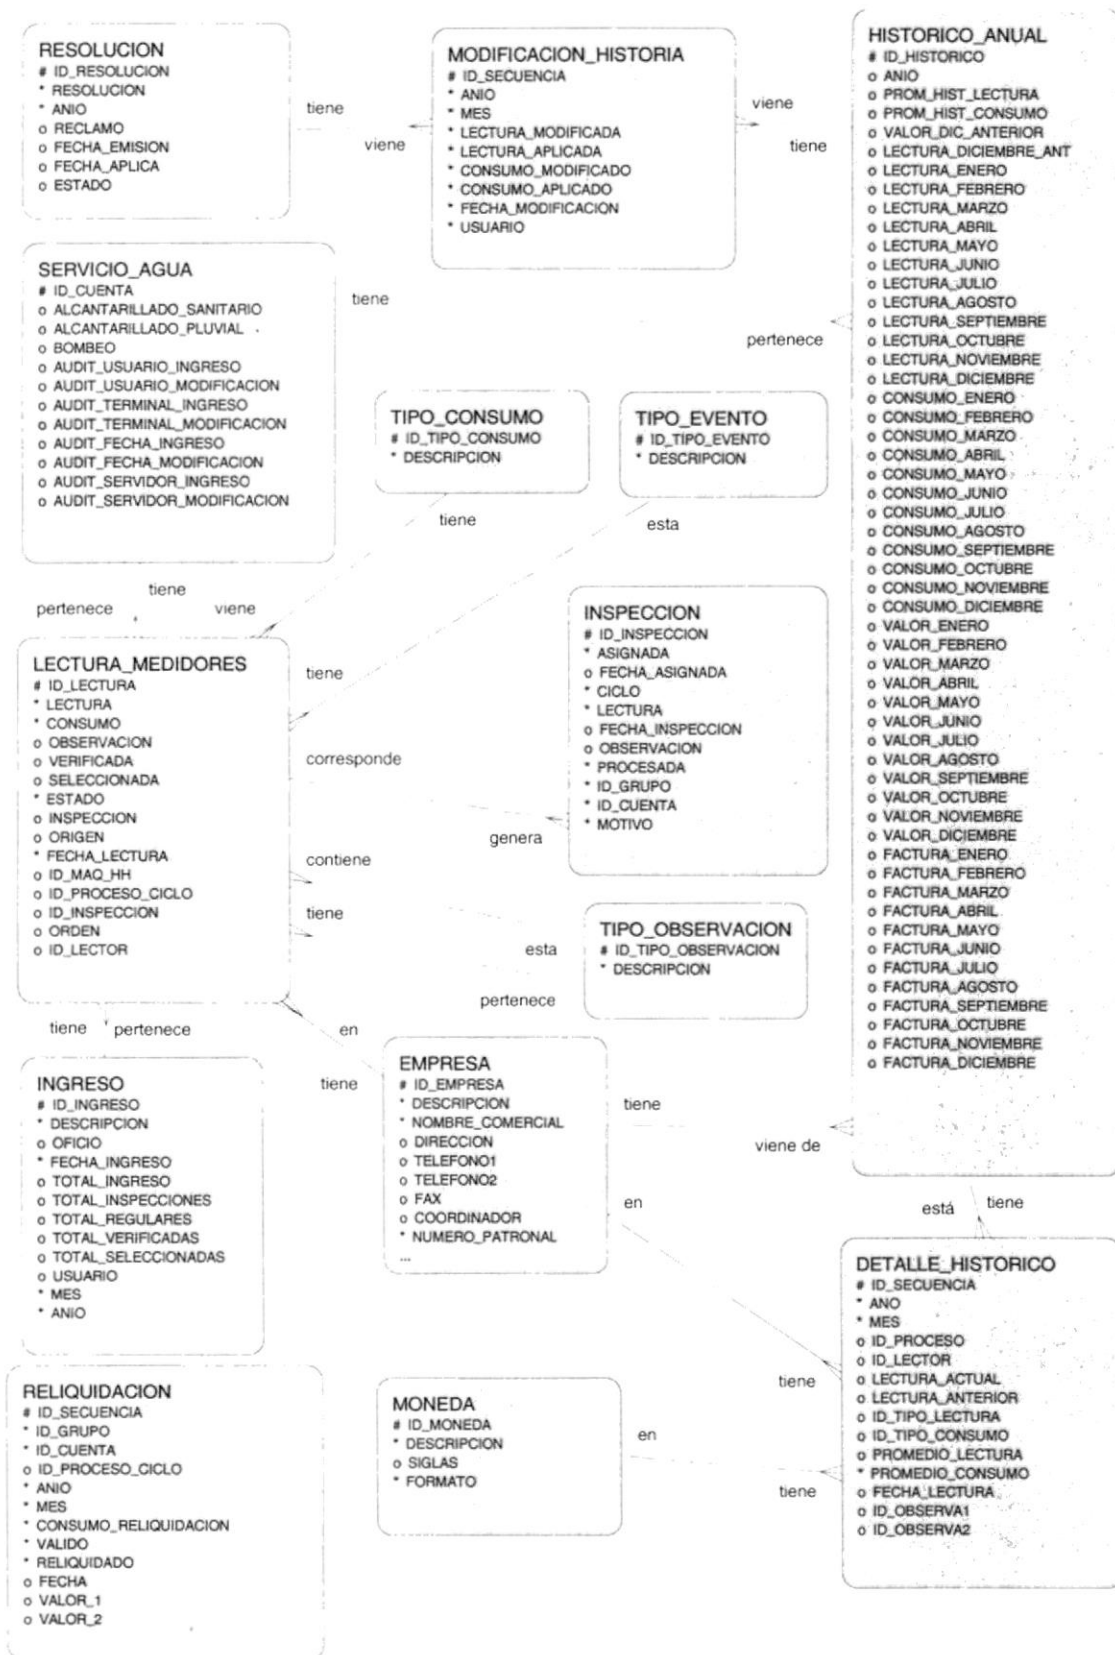 RESOLUCION
# ID_RESOLUCION
* RESOLUCION
* ANIO
o RECLAMO
o FECHA_EMISION
o FECHA_APLICA
o ESTADO
tiene
viene
MODIFICACION_HISTORIA
# ID_SECUENCIA
* ANIO
* MES
* LECTURA_MODIFICADA
* LECTURA_APLICADA
* CONSUMO_MODIFICADO
* CONSUMO_APLICADO
* FECHA_MODIFICACION
* USUARIO
viene
tiene
HISTORICO_ANUAL
# ID_HISTORICO
o ANIO
o PROM_HIST_LECTURA
o PROM_HIST_CONSUMO
o VALOR_DIC_ANTERIOR
o LECTURA_DICIEMBRE_ANT
o LECTURA_ENERO
o LECTURA_FEBRERO
o LECTURA_MARZO
o LECTURA_ABRIL
o LECTURA_MAYO
o LECTURA_JUNIO
o LECTURA_JULIO
o LECTURA_AGOSTO
o LECTURA_SEPTIEMBRE
o LECTURA_OCTUBRE
o LECTURA_NOVIEMBRE
o LECTURA_DICIEMBRE
o CONSUMO_ENERO
o CONSUMO_FEBRERO
o CONSUMO_MARZO
o CONSUMO_ABRIL
o CONSUMO_MAYO
o CONSUMO_JUNIO
o CONSUMO_JULIO
o CONSUMO_AGOSTO
o CONSUMO_SEPTIEMBRE
o CONSUMO_OCTUBRE
o CONSUMO_NOVIEMBRE
o CONSUMO_DICIEMBRE
o VALOR_ENERO
o VALOR_FEBRERO
o VALOR_MARZO
o VALOR_ABRIL
o VALOR_MAYO
o VALOR_JUNIO
o VALOR_JULIO
o VALOR_AGOSTO
o VALOR_SEPTIEMBRE
o VALOR_OCTUBRE
o VALOR_NOVIEMBRE
o VALOR_DICIEMBRE
o FACTURA_ENERO
o FACTURA_FEBRERO
o FACTURA_MARZO
o FACTURA_ABRIL
o FACTURA_MAYO
o FACTURA_JUNIO
o FACTURA_JULIO
o FACTURA_AGOSTO
o FACTURA_SEPTIEMBRE
o FACTURA_OCTUBRE
o FACTURA_NOVIEMBRE
o FACTURA_DICIEMBRE
SERVICIO_AGUA
# ID_CUENTA
o ALCANTARILLADO_SANITARIO
o ALCANTARILLADO_PLUVIAL
o BOMBEO
o AUDIT_USUARIO_INGRESO
o AUDIT_USUARIO_MODIFICACION
o AUDIT_TERMINAL_INGRESO
o AUDIT_TERMINAL_MODIFICACION
o AUDIT_FECHA_INGRESO
o AUDIT_FECHA_MODIFICACION
o AUDIT_SERVIDOR_INGRESO
o AUDIT_SERVIDOR_MODIFICACION
tiene
pertenece
TIPO_CONSUMO
# ID_TIPO_CONSUMO
* DESCRIPCION
TIPO_EVENTO
# ID_TIPO_EVENTO
* DESCRIPCION
tiene
esta
tiene
pertenece
viene
LECTURA_MEDIDORES
# ID_LECTURA
* LECTURA
* CONSUMO
o OBSERVACION
o VERIFICADA
o SELECCIONADA
* ESTADO
o INSPECCION
o ORIGEN
* FECHA_LECTURA
o ID_MAQ_HH
o ID_PROCESO_CICLO
o ID_INSPECCION
o ORDEN
o ID_LECTOR
tiene
corresponde
genera
contiene
tiene
esta
pertenece
INSPECCION
# ID_INSPECCION
* ASIGNADA
o FECHA_ASIGNADA
* CICLO
* LECTURA
o FECHA_INSPECCION
o OBSERVACION
* PROCESADA
* ID_GRUPO
* ID_CUENTA
* MOTIVO
TIPO_OBSERVACION
# ID_TIPO_OBSERVACION
* DESCRIPCION
tiene
pertenece
en
tiene
INGRESO
# ID_INGRESO
* DESCRIPCION
o OFICIO
* FECHA_INGRESO
o TOTAL_INGRESO
o TOTAL_INSPECCIONES
o TOTAL_REGULARES
o TOTAL_VERIFICADAS
o TOTAL_SELECCIONADAS
o USUARIO
* MES
* ANIO
EMPRESA
# ID_EMPRESA
* DESCRIPCION
* NOMBRE_COMERCIAL
o DIRECCION
o TELEFONO1
o TELEFONO2
o FAX
o COORDINADOR
* NUMERO_PATRONAL
...
tiene
viene de
en
tiene
está
tiene
DETALLE_HISTORICO
# ID_SECUENCIA
* ANO
* MES
o ID_PROCESO
o ID_LECTOR
o LECTURA_ACTUAL
o LECTURA_ANTERIOR
o ID_TIPO_LECTURA
o ID_TIPO_CONSUMO
o PROMEDIO_LECTURA
* PROMEDIO_CONSUMO
o FECHA_LECTURA
o ID_OBSERVA1
o ID_OBSERVA2
RELIQUIDACION
# ID_SECUENCIA
* ID_GRUPO
* ID_CUENTA
o ID_PROCESO_CICLO
* ANIO
* MES
* CONSUMO_RELIQUIDACION
* VALIDO
* RELIQUIDADO
o FECHA
o VALOR_1
o VALOR_2
MONEDA
# ID_MONEDA
* DESCRIPCION
o SIGLAS
* FORMATO
en
tiene